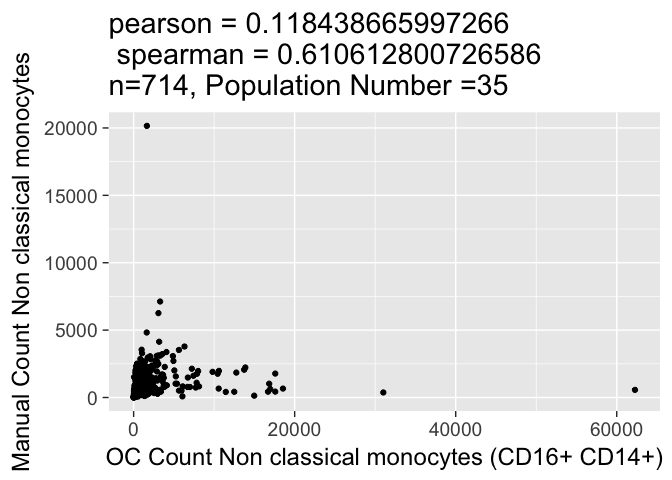 pearson = 0.118438665997266
spearman = 0.610612800726586
n=714, Population Number =35
Manual Count Non classical monocytes
20000
15000
10000
5000
0
0 20000 40000 60000
OC Count Non classical monocytes (CD16+ CD14+)